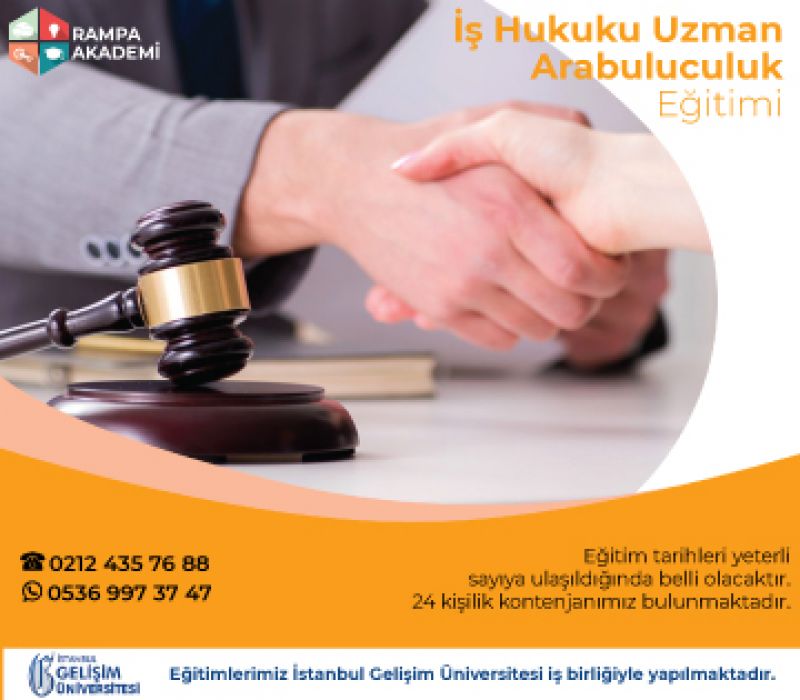 RAMPA
AKADEMİ
İş Hukuku Uzman
Arabuluculuk
Eğitimi
0212 435 76 88
0536 997 37 47
Eğitim tarihleri yeterli
sayıya ulaşıldığında belli olacaktır.
24 kişilik kontenjanımız bulunmaktadır.
İSTANBUL
GELİŞİM
ÜNİVERSİTESİ
Eğitimlerimiz İstanbul Gelişim Üniversitesi iş birliğiyle yapılmaktadır.